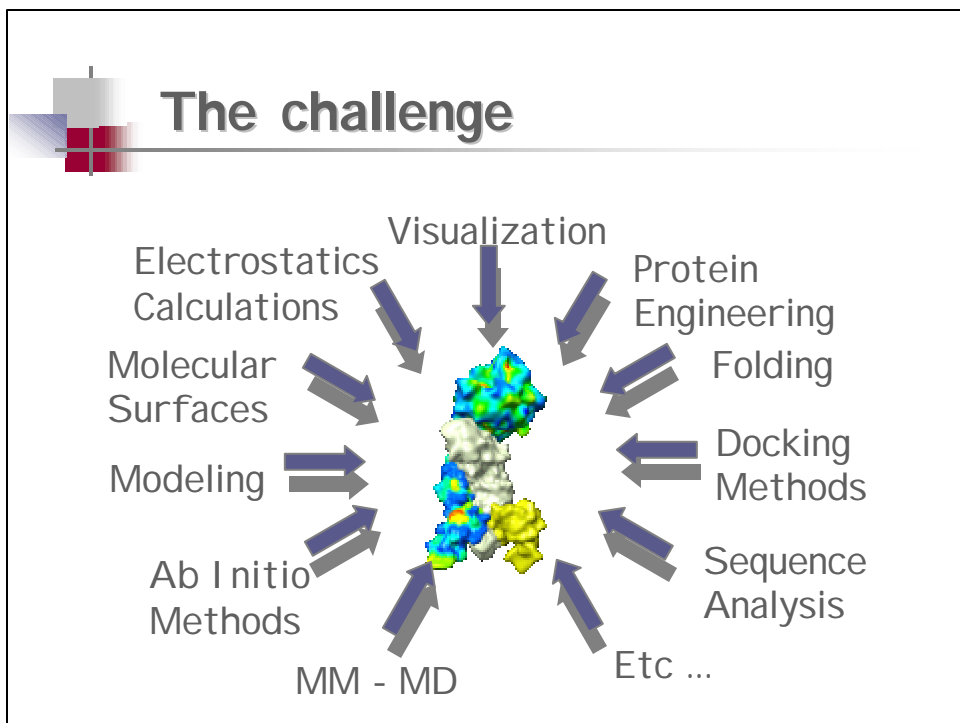 The challenge
Visualization
Electrostatics
Calculations
Protein
Engineering
Molecular
Surfaces
Folding
Modeling
Docking
Methods
Ab Initio
Methods
Sequence
Analysis
MM - MD
Etc ...